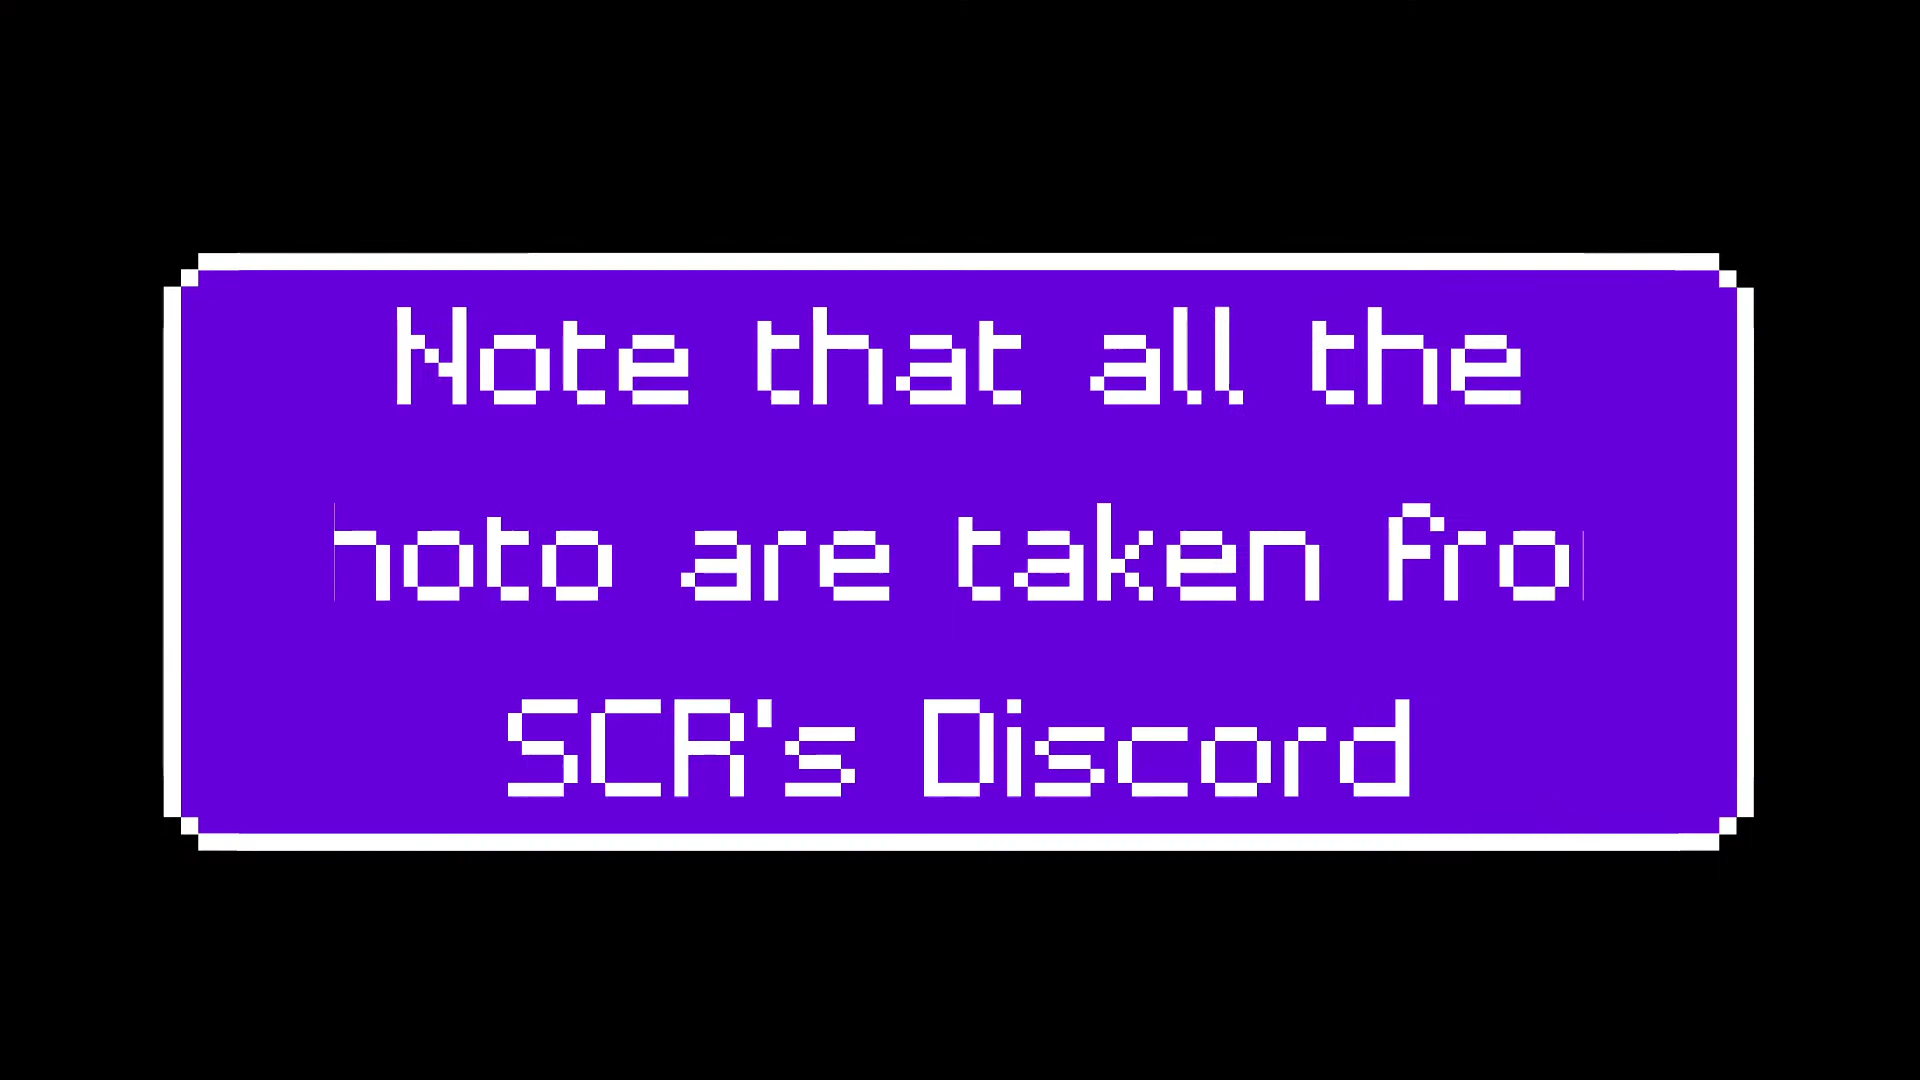 Note that all the
hoto are taken fro
SCR's Discord